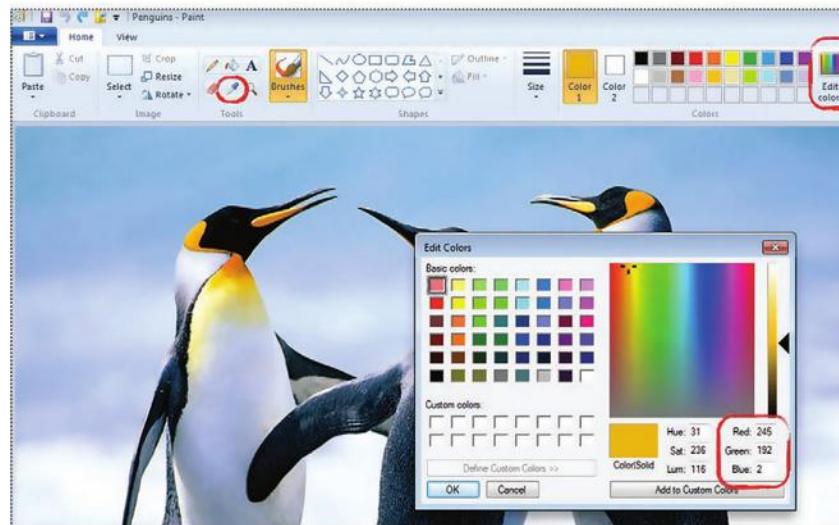 Penguins - Paint
Home View
Paste
Cut
Copy
Clipboard
Select
Crop
Resize
Rotate
Image
A
Tools
Brushes
Outline
Fill
Shapes
Size
Color 1
Color 2
Colors
Edit colors
Edit Colors
Basic colors:
Custom colors:
Define Custom Colors >>
OK Cancel
Color|Solid
Hue: 31 Red: 245
Sat: 236 Green: 192
Lum: 116 Blue: 2
Add to Custom Colors